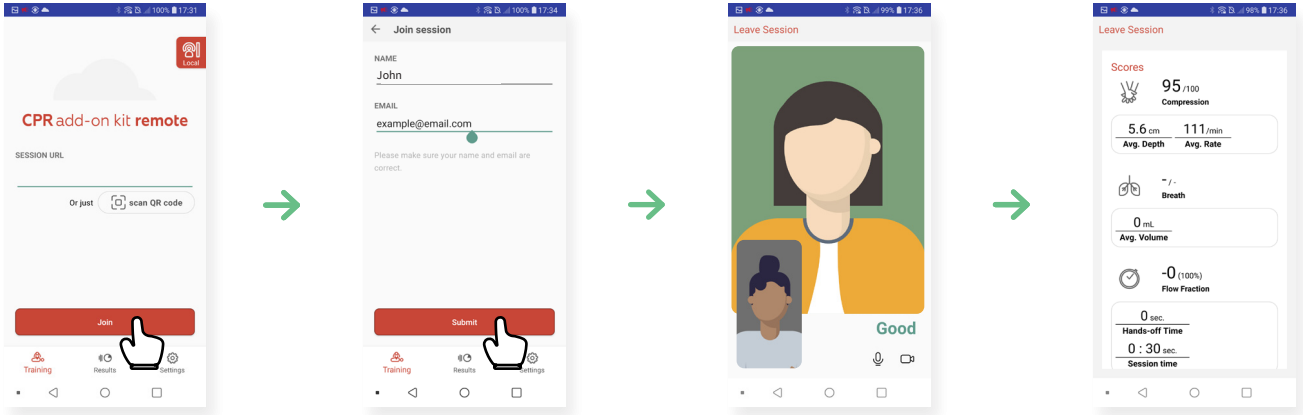 100% 17:31
Local
CPR add-on kit remote
SESSION URL
Or just scan QR code
Join
Training Results Settings
100% 17:34
Join session
NAME
John
EMAIL
example@email.com
Please make sure your name and email are
correct.
Submit
Training Results Settings
99% 17:36
Leave Session
Good
98% 17:36
Leave Session
Scores
95 /100
Compression
5.6 cm 111/min
Avg. Depth Avg. Rate
-/-
Breath
0 mL
Avg. Volume
-0 (100%)
Flow Fraction
0 sec.
Hands-off Time
0 : 30 sec.
Session time